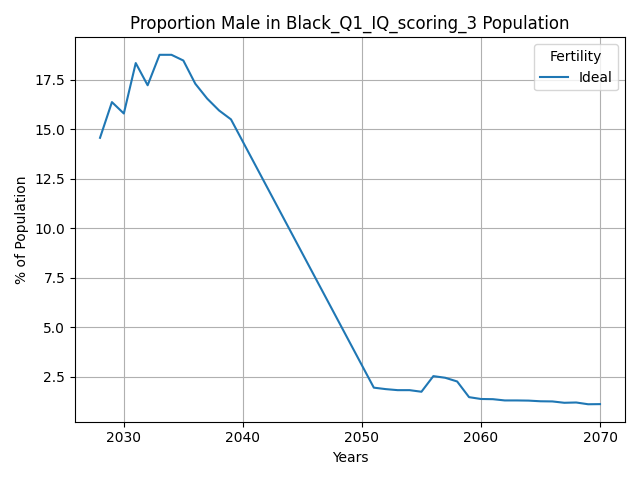 Proportion Male in Black_Q1_IQ_scoring_3 Population
Fertility
Ideal
17.5
15.0
12.5
10.0
7.5
5.0
2.5
% of Population
2030
2040
2050
2060
2070
Years